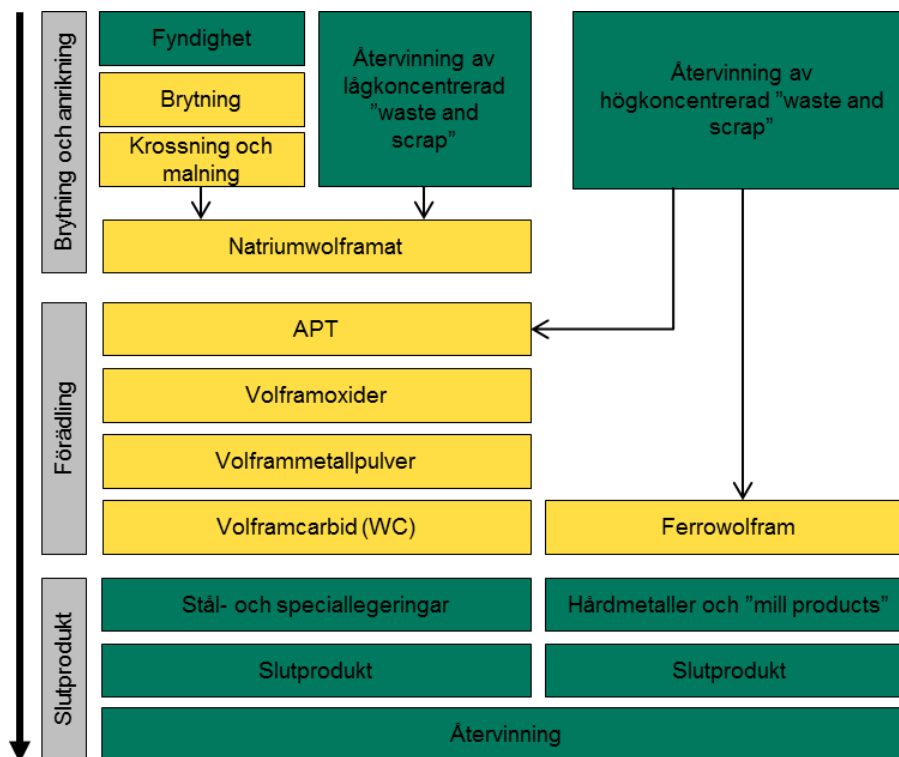 Brytning och anrikning
Fyndighet
Brytning
Krossning och
malning
Återvinning av
lågkoncentrerad
”waste and
scrap”
Återvinning av
högkoncentrerad ”waste and
scrap”
Natriumwolframat
Förädling
APT
Volframoxider
Volframmetallpulver
Volframcarbid (WC)
Ferrowolfram
Slutprodukt
Stål- och speciallegeringar
Hårdmetaller och ”mill products”
Slutprodukt
Slutprodukt
Återvinning